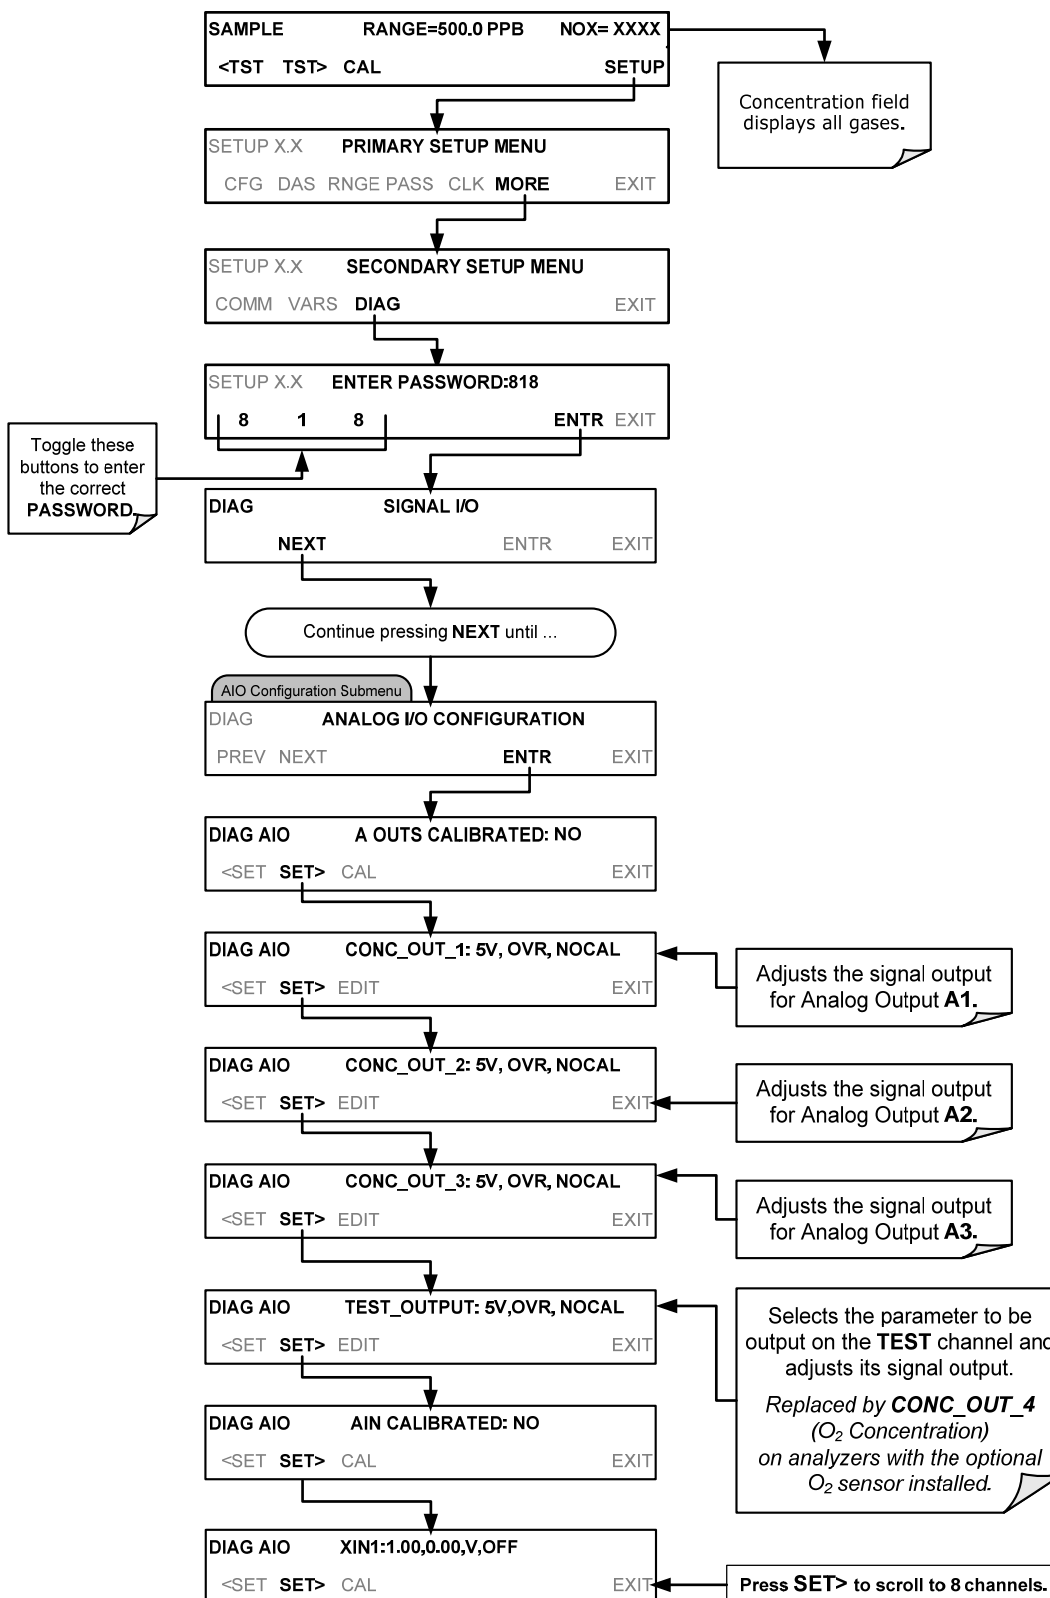 SAMPLE RANGE=500.0 PPB NOX= XXXX
<TST TST> CAL SETUP
Concentration field
displays all gases.
SETUP X.X PRIMARY SETUP MENU
CFG DAS RNGE PASS CLK MORE EXIT
SETUP X.X SECONDARY SETUP MENU
COMM VARS DIAG EXIT
SETUP X.X ENTER PASSWORD:818
8 1 8 ENTR EXIT
Toggle these
buttons to enter
the correct
PASSWORD.
DIAG SIGNAL I/O
NEXT ENTR EXIT
Continue pressing NEXT until ...
AIO Configuration Submenu
DIAG ANALOG I/O CONFIGURATION
PREV NEXT ENTR EXIT
DIAG AIO A OUTS CALIBRATED: NO
<SET SET> CAL EXIT
DIAG AIO CONC_OUT_1: 5V, OVR, NOCAL
<SET SET> EDIT EXIT
Adjusts the signal output
for Analog Output A1.
DIAG AIO CONC_OUT_2: 5V, OVR, NOCAL
<SET SET> EDIT EXIT
Adjusts the signal output
for Analog Output A2.
DIAG AIO CONC_OUT_3: 5V, OVR, NOCAL
<SET SET> EDIT EXIT
Adjusts the signal output
for Analog Output A3.
DIAG AIO TEST_OUTPUT: 5V,OVR, NOCAL
<SET SET> EDIT EXIT
Selects the parameter to be
output on the TEST channel and
adjusts its signal output.
Replaced by CONC_OUT_4
(O₂ Concentration)
on analyzers with the optional
O₂ sensor installed.
DIAG AIO AIN CALIBRATED: NO
<SET SET> CAL EXIT
DIAG AIO XIN1:1.00,0.00,V,OFF
<SET SET> CAL EXIT
Press SET> to scroll to 8 channels.